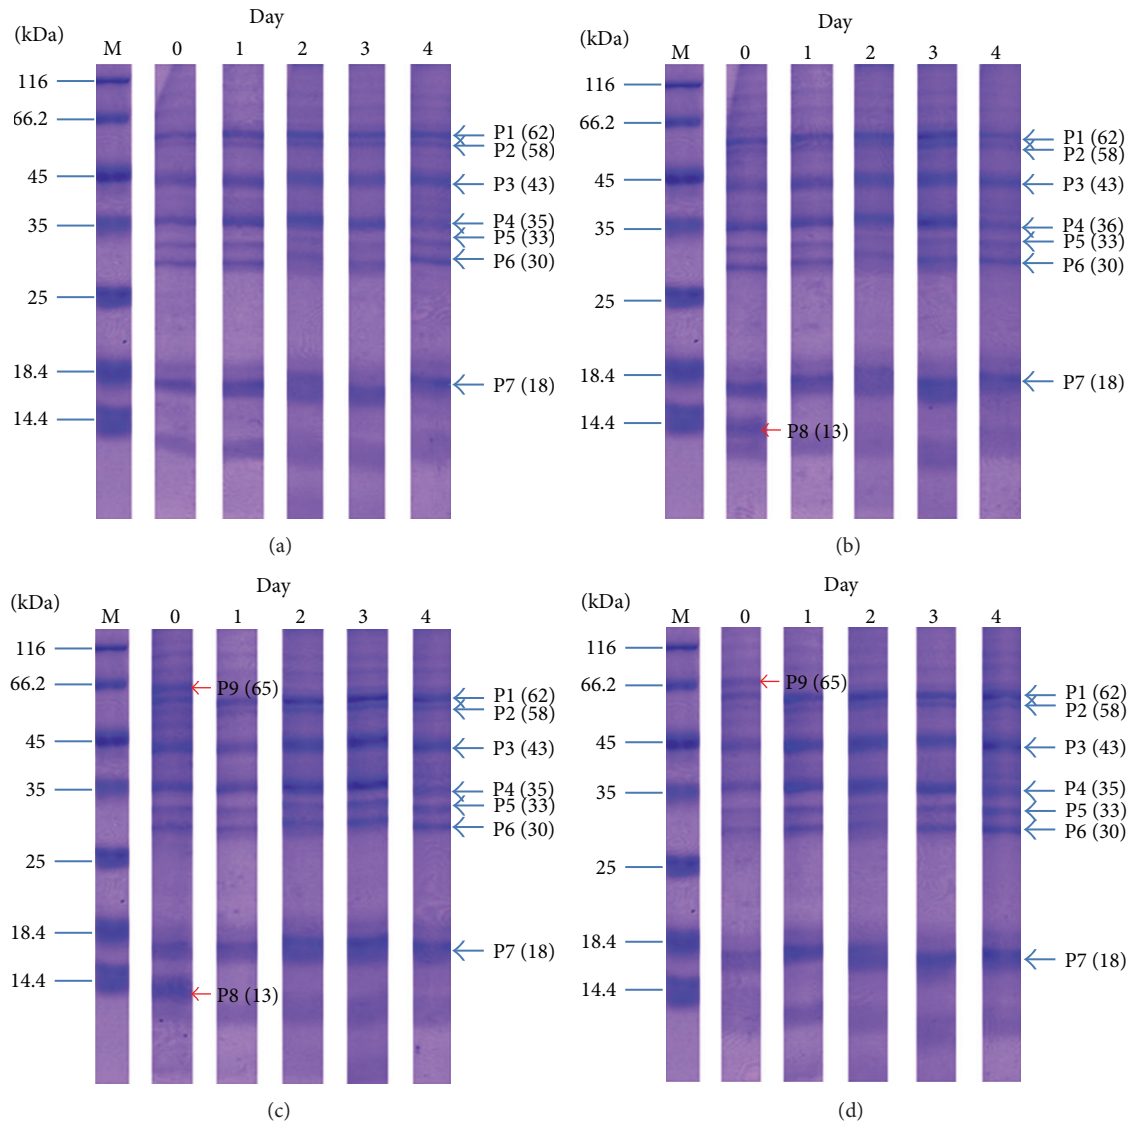 Day
(kDa)
M 0 1 2 3 4
116
66.2
P1 (62)
P2 (58)
45
P3 (43)
35
P4 (35)
P5 (33)
P6 (30)
25
18.4
P7 (18)
14.4
(a)
Day
(kDa)
M 0 1 2 3 4
116
66.2
P1 (62)
P2 (58)
45
P3 (43)
35
P4 (36)
P5 (33)
P6 (30)
25
18.4
P7 (18)
14.4
P8 (13)
(b)
Day
(kDa)
M 0 1 2 3 4
116
66.2
P9 (65)
P1 (62)
P2 (58)
45
P3 (43)
35
P4 (35)
P5 (33)
P6 (30)
25
18.4
P7 (18)
14.4
P8 (13)
(c)
Day
(kDa)
M 0 1 2 3 4
116
66.2
P9 (65)
P1 (62)
P2 (58)
45
P3 (43)
35
P4 (35)
P5 (33)
P6 (30)
25
18.4
P7 (18)
14.4
(d)